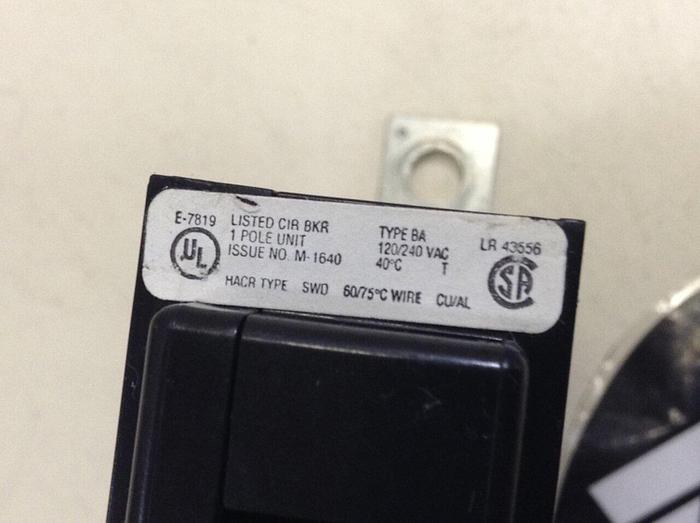 E-7819 LISTED CIR BKR TYPE BA LR 43556
1 POLE UNIT 120/240 VAC
ISSUE NO. M-1640 40°C T
UL SA
HACR TYPE SWD 60/75°C WIRE CU/AL